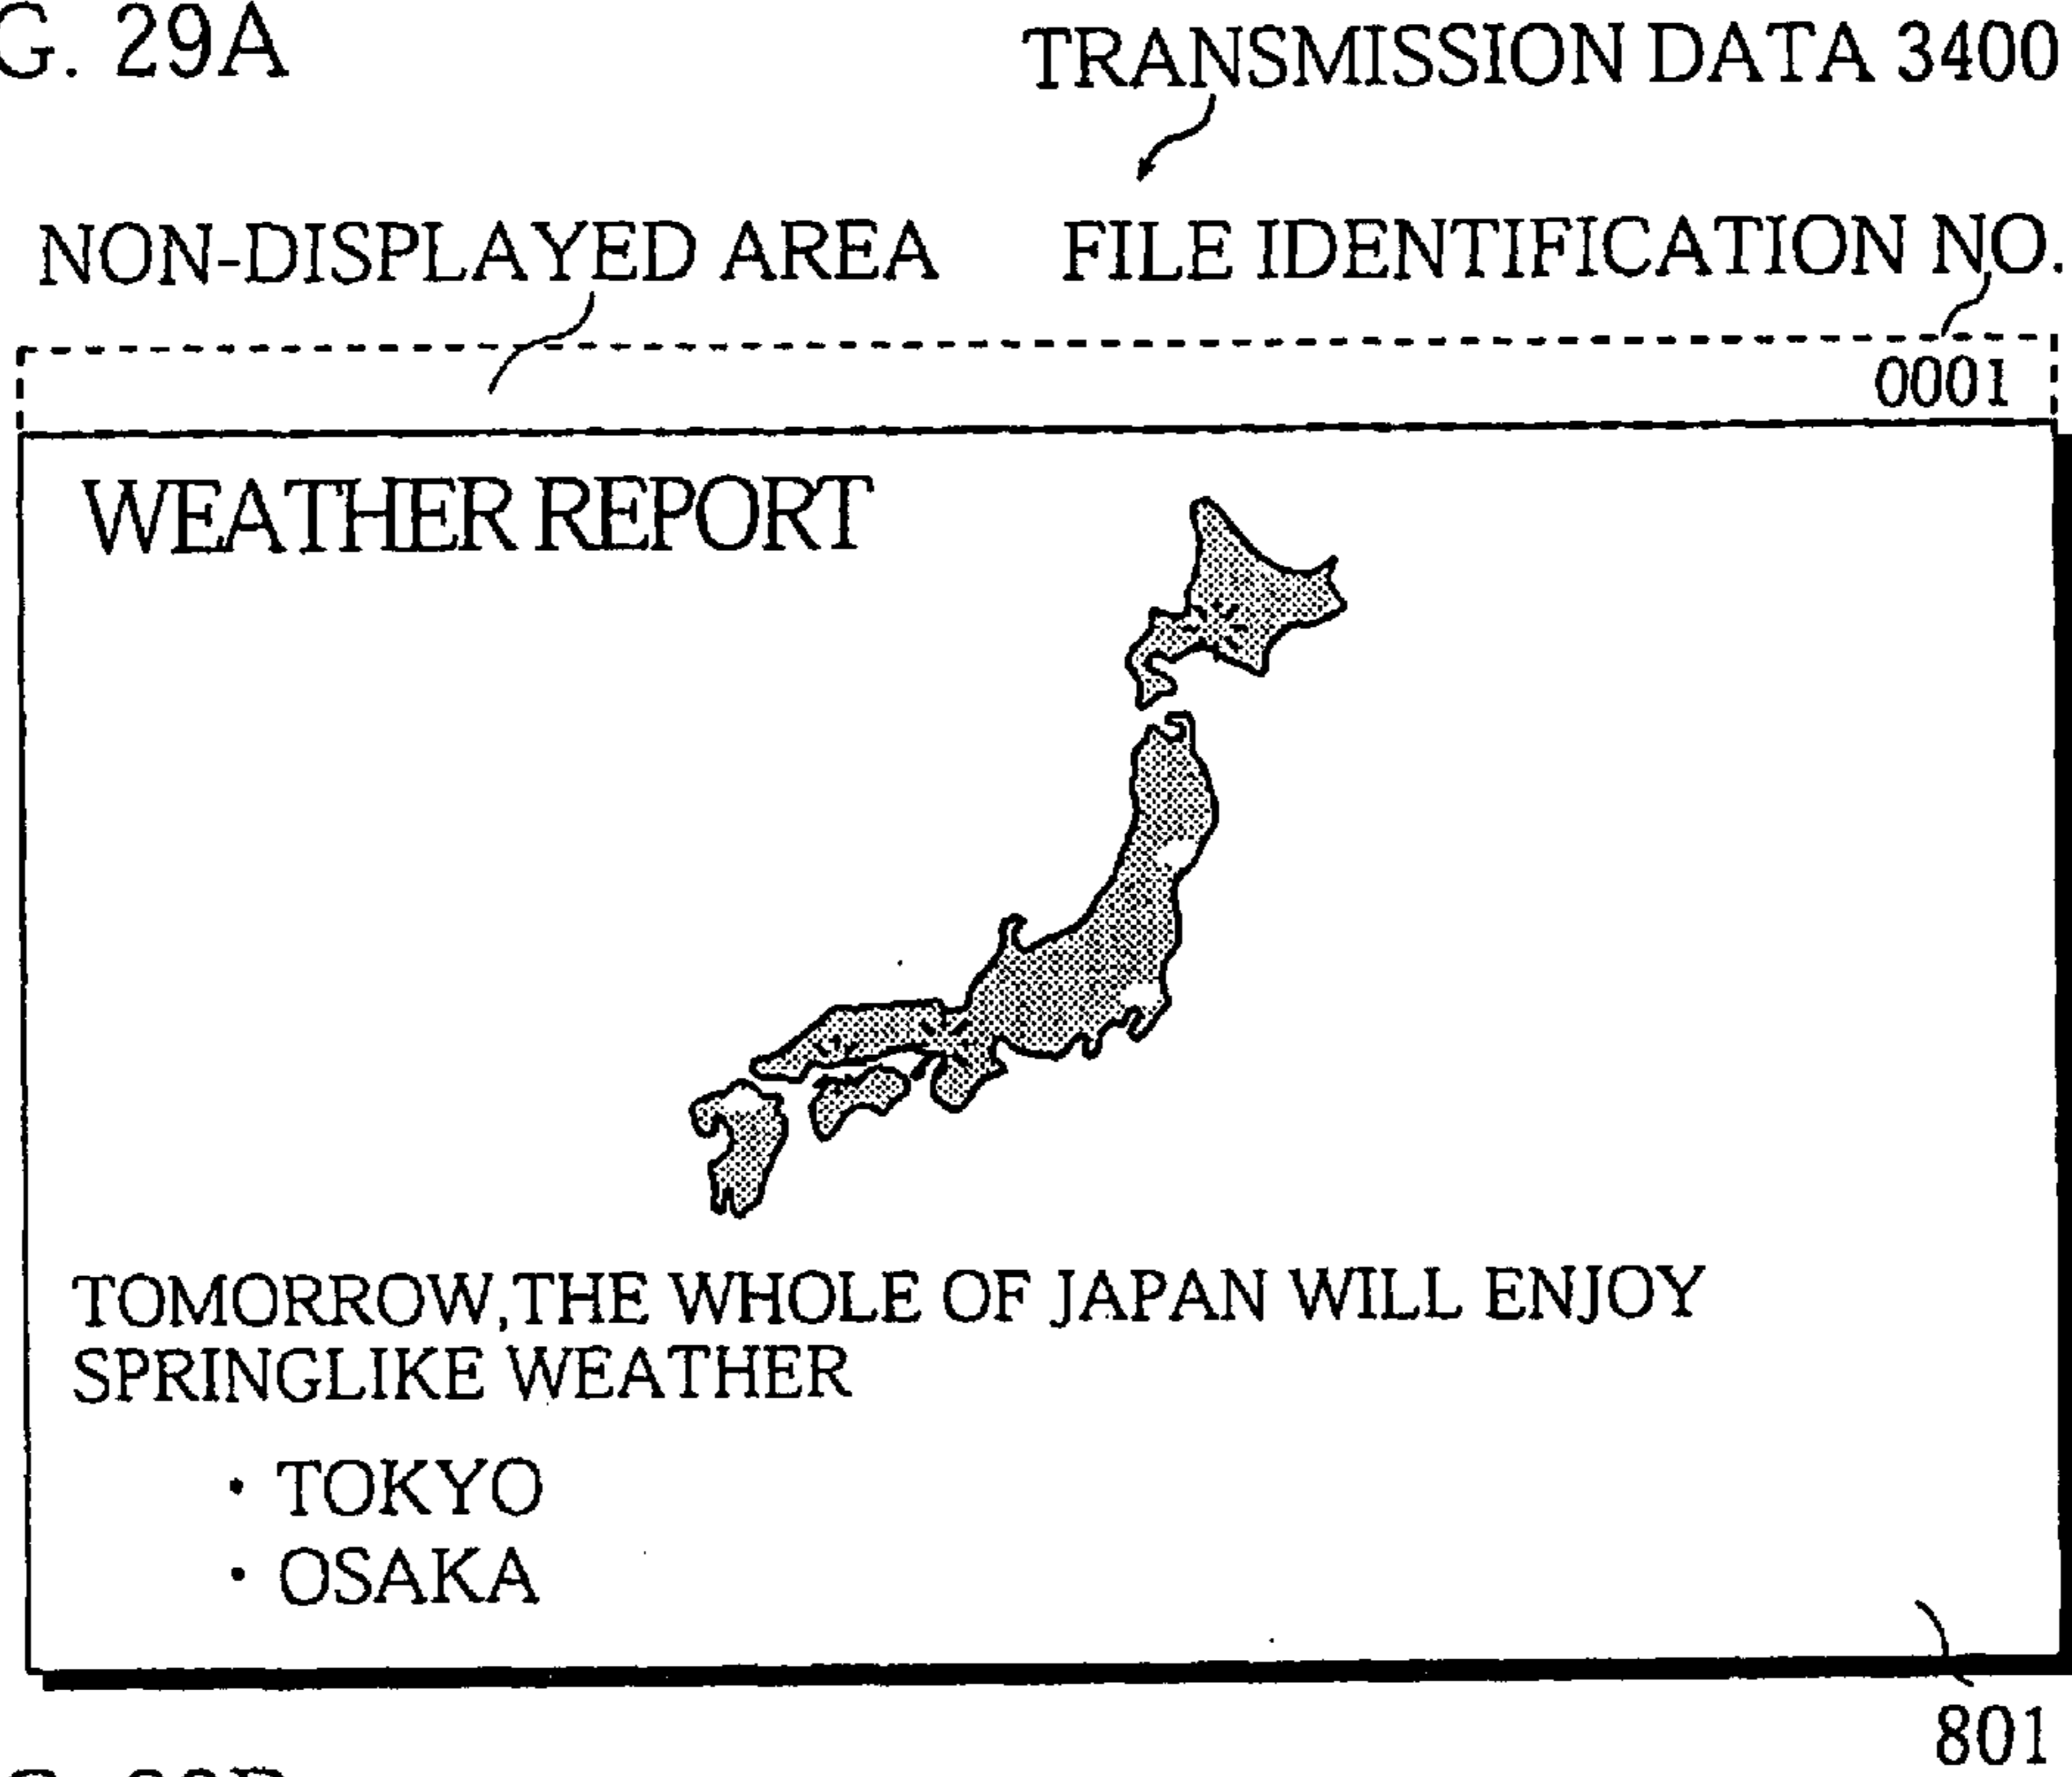 G. 29A
TRANSMISSION DATA 3400
NON-DISPLAYED AREA
FILE IDENTIFICATION NO.
0001
WEATHER REPORT
TOMORROW, THE WHOLE OF JAPAN WILL ENJOY
SPRINGLIKE WEATHER
· TOKYO
· OSAKA
801